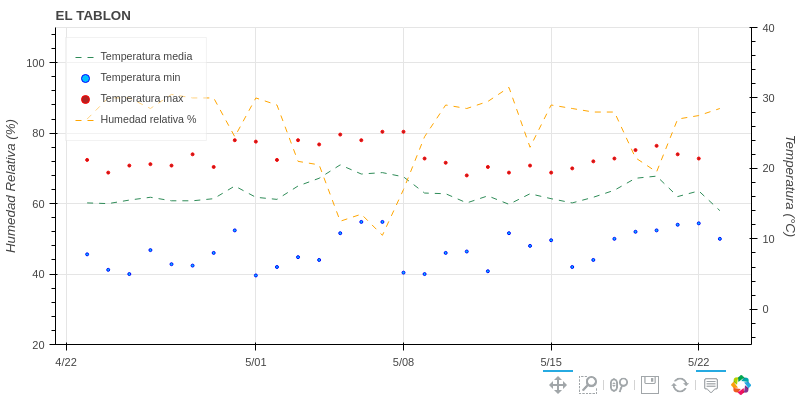 EL TABLON
Temperatura media
Temperatura min
Temperatura max
Humedad relativa %
Humedad Relativa (%)
100
80
60
40
20
40
30
20
10
0
Temperatura (°C)
4/22 5/01 5/08 5/15 5/22